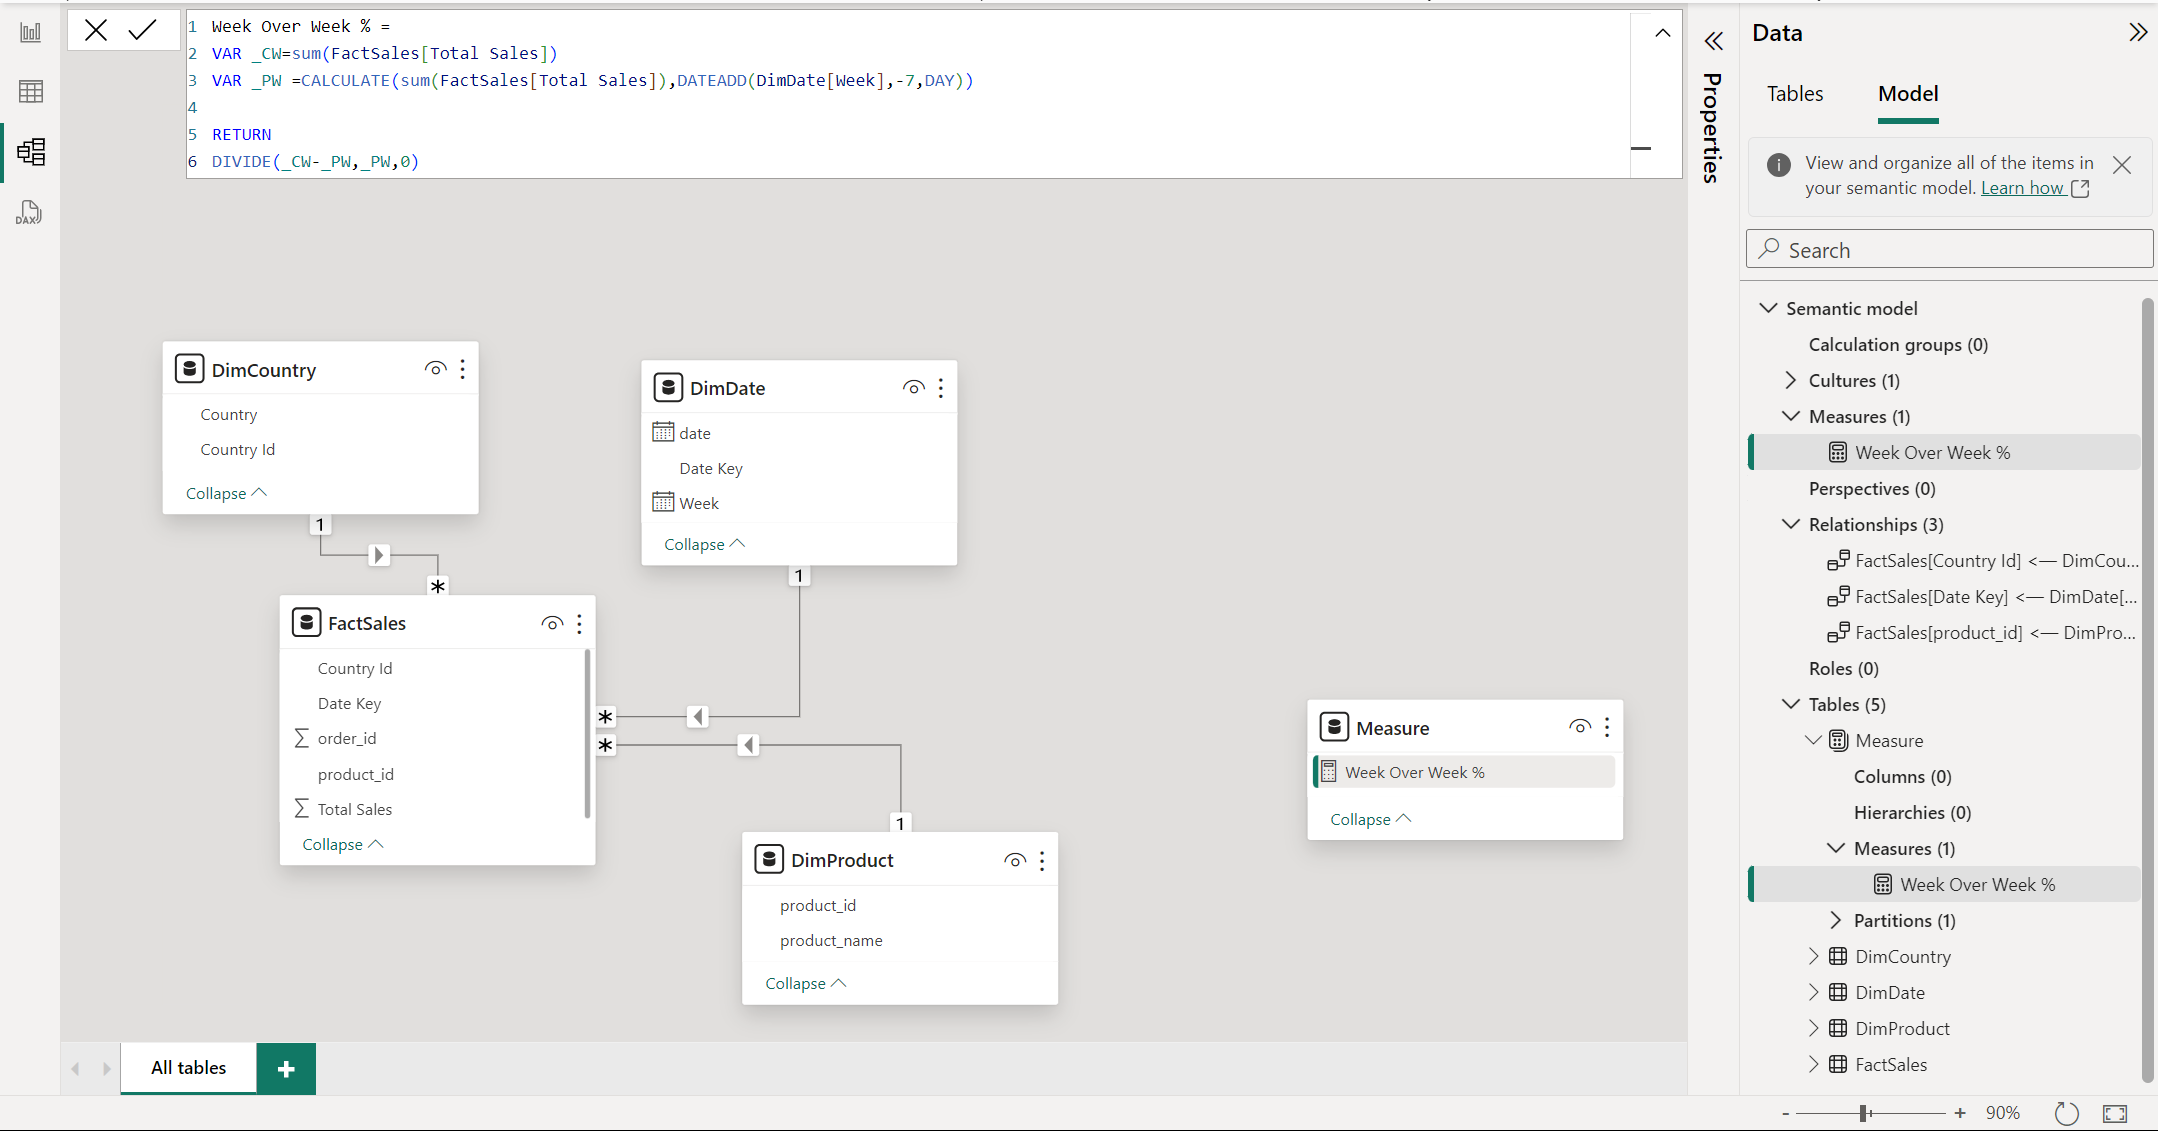 1 Week Over Week % =
2 VAR _CW=sum(FactSales[Total Sales])
3 VAR _PW =CALCULATE(sum(FactSales[Total Sales]),DATEADD(DimDate[Week],-7,DAY))
4
5 RETURN
6 DIVIDE(_CW-_PW,_PW,0)
DAX
DimCountry
Country
Country Id
Collapse
1
*
DimDate
date
Date Key
Week
Collapse
1
FactSales
Country Id
Date Key
order_id
product_id
Total Sales
Collapse
*
*
1
DimProduct
product_id
product_name
Collapse
Measure
Week Over Week %
Collapse
All tables
+
Properties
Data
Tables
Model
View and organize all of the items in
your semantic model. Learn how
Search
Semantic model
Calculation groups (0)
Cultures (1)
Measures (1)
Week Over Week %
Perspectives (0)
Relationships (3)
FactSales[Country Id] <— DimCou...
FactSales[Date Key] <— DimDate[...
FactSales[product_id] <— DimPro...
Roles (0)
Tables (5)
Measure
Columns (0)
Hierarchies (0)
Measures (1)
Week Over Week %
Partitions (1)
DimCountry
DimDate
DimProduct
FactSales
- + 90%